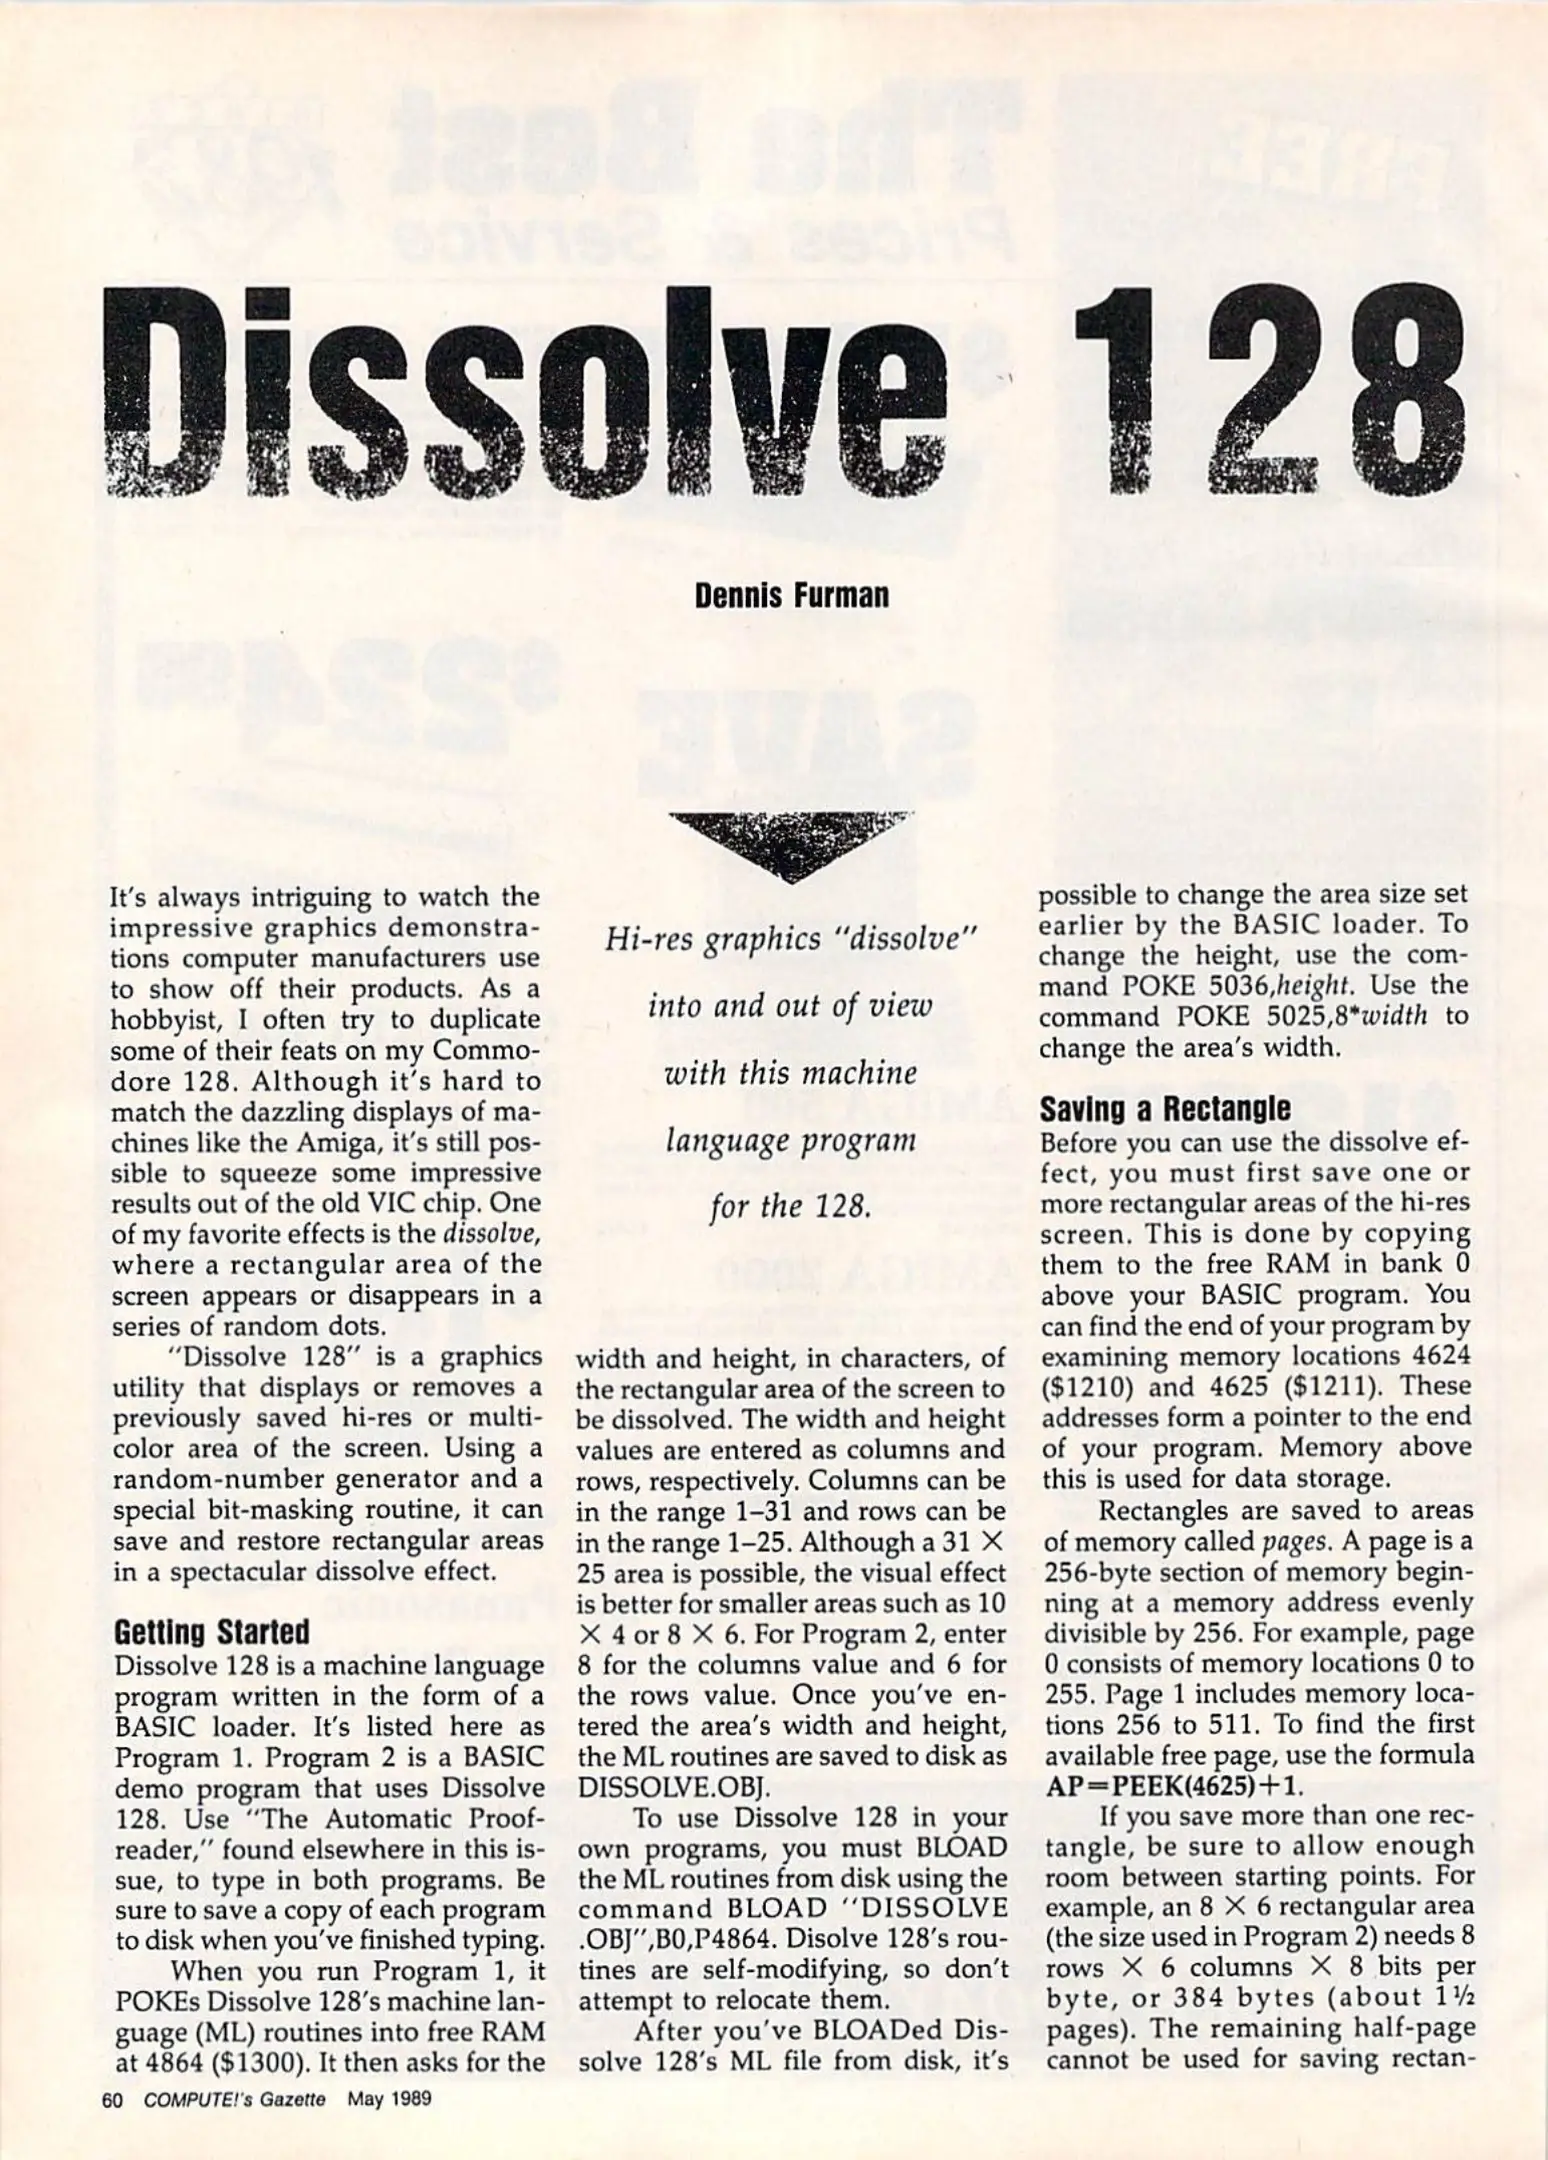 Dissolve 128
Dennis Furman
It's always intriguing to watch the
impressive graphics demonstra-
tions computer manufacturers use
to show off their products. As a
hobbyist, I often try to duplicate
some of their feats on my Commo-
dore 128. Although it's hard to
match the dazzling displays of ma-
chines like the Amiga, it's still pos-
sible to squeeze some impressive
results out of the old VIC chip. One
of my favorite effects is the dissolve,
where a rectangular area of the
screen appears or disappears in a
series of random dots.
"Dissolve 128" is a graphics
utility that displays or removes a
previously saved hi-res or multi-
color area of the screen. Using a
random-number generator and a
special bit-masking routine, it can
save and restore rectangular areas
in a spectacular dissolve effect.
Getting Started
Dissolve 128 is a machine language
program written in the form of a
BASIC loader. It's listed here as
Program 1. Program 2 is a BASIC
demo program that uses Dissolve
128. Use "The Automatic Proof-
reader," found elsewhere in this is-
sue, to type in both programs. Be
sure to save a copy of each program
to disk when you've finished typing.
When you run Program 1, it
POKEs Dissolve 128's machine lan-
guage (ML) routines into free RAM
at 4864 ($1300). It then asks for the
Hi-res graphics "dissolve"
into and out of view
with this machine
language program
for the 128.
width and height, in characters, of
the rectangular area of the screen to
be dissolved. The width and height
values are entered as columns and
rows, respectively. Columns can be
in the range 1–31 and rows can be
in the range 1–25. Although a 31 ×
25 area is possible, the visual effect
is better for smaller areas such as 10
× 4 or 8 × 6. For Program 2, enter
8 for the columns value and 6 for
the rows value. Once you've en-
tered the area's width and height,
the ML routines are saved to disk as
DISSOLVE.OBJ.
To use Dissolve 128 in your
own programs, you must BLOAD
the ML routines from disk using the
command BLOAD "DISSOLVE
.OBJ",B0,P4864. Disolve 128's rou-
tines are self-modifying, so don't
attempt to relocate them.
After you've BLOADed Dis-
solve 128's ML file from disk, it's
possible to change the area size set
earlier by the BASIC loader. To
change the height, use the com-
mand POKE 5036,height. Use the
command POKE 5025,8*width to
change the area's width.
Saving a Rectangle
Before you can use the dissolve ef-
fect, you must first save one or
more rectangular areas of the hi-res
screen. This is done by copying
them to the free RAM in bank 0
above your BASIC program. You
can find the end of your program by
examining memory locations 4624
($1210) and 4625 ($1211). These
addresses form a pointer to the end
of your program. Memory above
this is used for data storage.
Rectangles are saved to areas
of memory called pages. A page is a
256-byte section of memory begin-
ning at a memory address evenly
divisible by 256. For example, page
0 consists of memory locations 0 to
255. Page 1 includes memory loca-
tions 256 to 511. To find the first
available free page, use the formula
AP=PEEK(4625)+1.
If you save more than one rec-
tangle, be sure to allow enough
room between starting points. For
example, an 8 × 6 rectangular area
(the size used in Program 2) needs 8
rows × 6 columns × 8 bits per
byte, or 384 bytes (about 1½
pages). The remaining half-page
cannot be used for saving rectan-
60 COMPUTE!'s Gazette May 1989